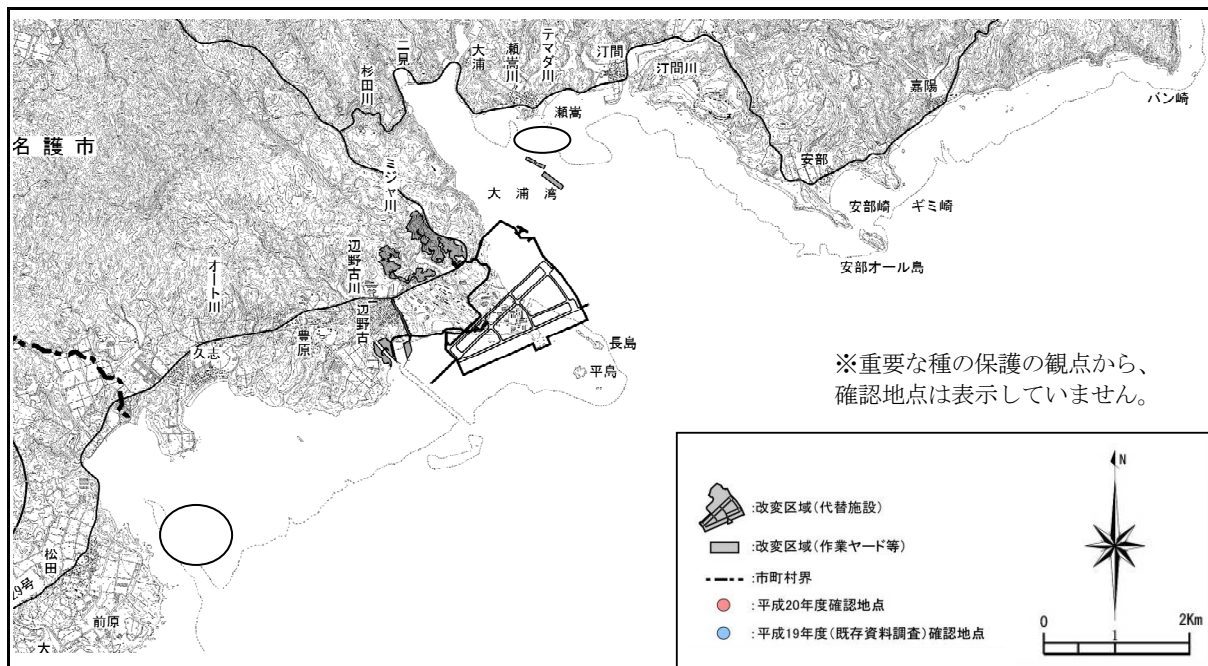 名護市
杉田川
二見
大浦
瀬嵩川
テマダ川
汀間
汀間川
嘉陽
バン崎
瀬嵩
大浦湾
ミジャ川
安部
安部崎
ギミ崎
安部オール島
辺野古川
オート川
辺野古
豊原
久志
長島
平島
※重要な種の保護の観点から、
確認地点は表示していません。
松田
29号
前原
大
:改変区域(代替施設)
:改変区域(作業ヤード等)
:市町村界
:平成20年度確認地点
:平成19年度(既存資料調査)確認地点
N
0 1 2Km